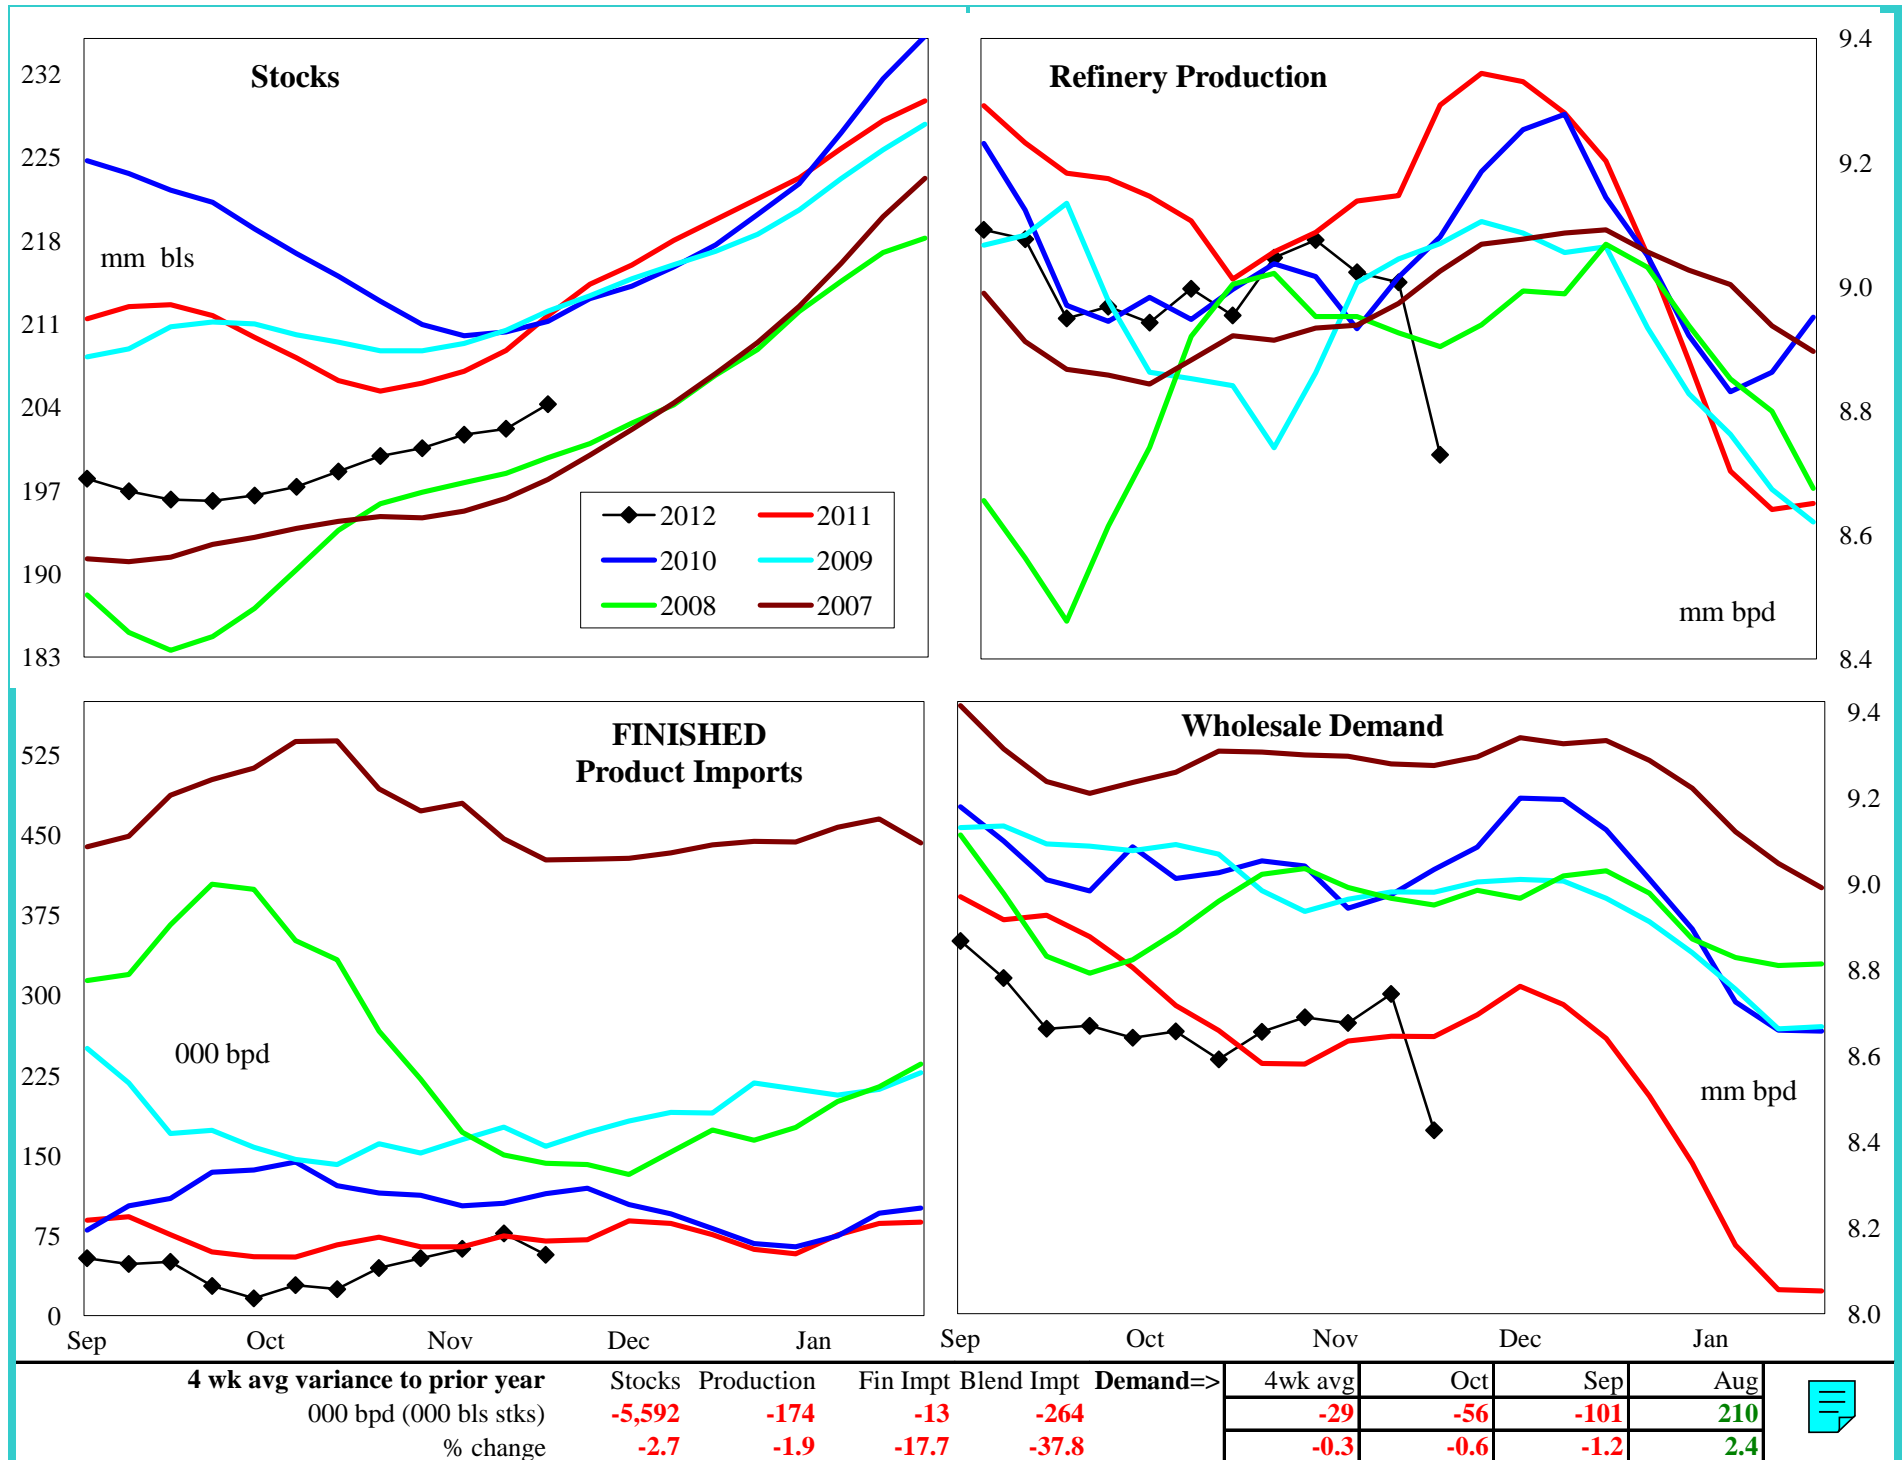 Stocks
mm bls
232
225
218
211
204
197
190
183
2012
2011
2010
2009
2008
2007
Refinery Production
mm bpd
9.4
9.2
9.0
8.8
8.6
8.4
FINISHED
Product Imports
000 bpd
525
450
375
300
225
150
75
0
Sep Oct Nov Dec Jan
Wholesale Demand
mm bpd
9.4
9.2
9.0
8.8
8.6
8.4
8.2
8.0
Sep Oct Nov Dec Jan
4 wk avg variance to prior year Stocks Production Fin Impt Blend Impt Demand=> 4wk avg Oct Sep Aug
000 bpd (000 bls stks) -5,592 -174 -13 -264 -29 -56 -101 210
% change -2.7 -1.9 -17.7 -37.8 -0.3 -0.6 -1.2 2.4